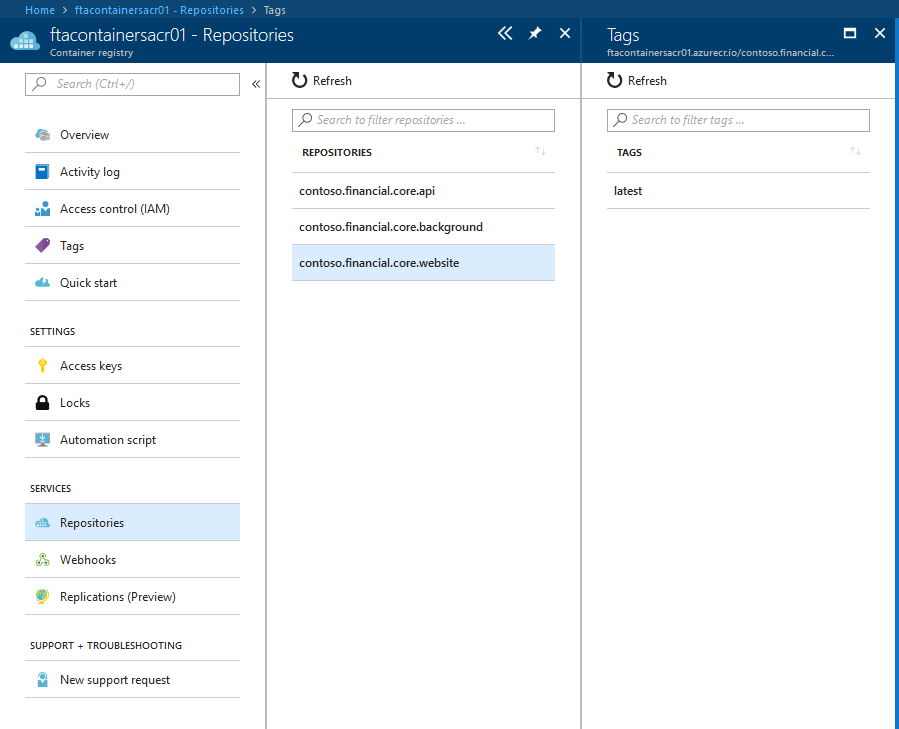 Home > ftacontainersacr01 - Repositories > Tags
ftacontainersacr01 - Repositories
Container registry
Search (Ctrl+/)
Overview
Activity log
Access control (IAM)
Tags
Quick start
SETTINGS
Access keys
Locks
Automation script
SERVICES
Repositories
Webhooks
Replications (Preview)
SUPPORT + TROUBLESHOOTING
New support request
Refresh
Search to filter repositories ...
REPOSITORIES
contoso.financial.core.api
contoso.financial.core.background
contoso.financial.core.website
Tags
ftacontainersacr01.azurecr.io/contoso.financial.c...
Refresh
Search to filter tags ...
TAGS
latest